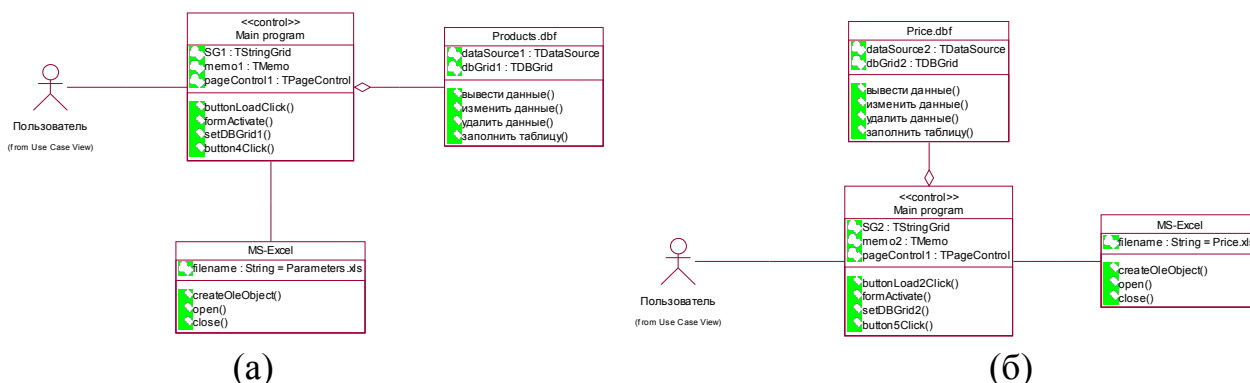 <<control>>
Main program
SG1 : TStringGrid
memo1 : TMemo
pageControl1 : TPageControl
buttonLoadClick()
formActivate()
setDBGrid1()
button4Click()
Products.dbf
dataSource1 : TDataSource
dbGrid1 : TDBGrid
вывести данные()
изменить данные()
удалить данные()
заполнить таблицу()
Пользователь
(from Use Case View)
MS-Excel
filename : String = Parameters.xls
createOleObject()
open()
close()
(а)
Price.dbf
dataSource2 : TDataSource
dbGrid2 : TDBGrid
вывести данные()
изменить данные()
удалить данные()
заполнить таблицу()
<<control>>
Main program
SG2 : TStringGrid
memo2 : TMemo
pageControl1 : TPageControl
buttonLoad2Click()
formActivate()
setDBGrid2()
button5Click()
Пользователь
(from Use Case View)
MS-Excel
filename : String = Price.xls
createOleObject()
open()
close()
(б)